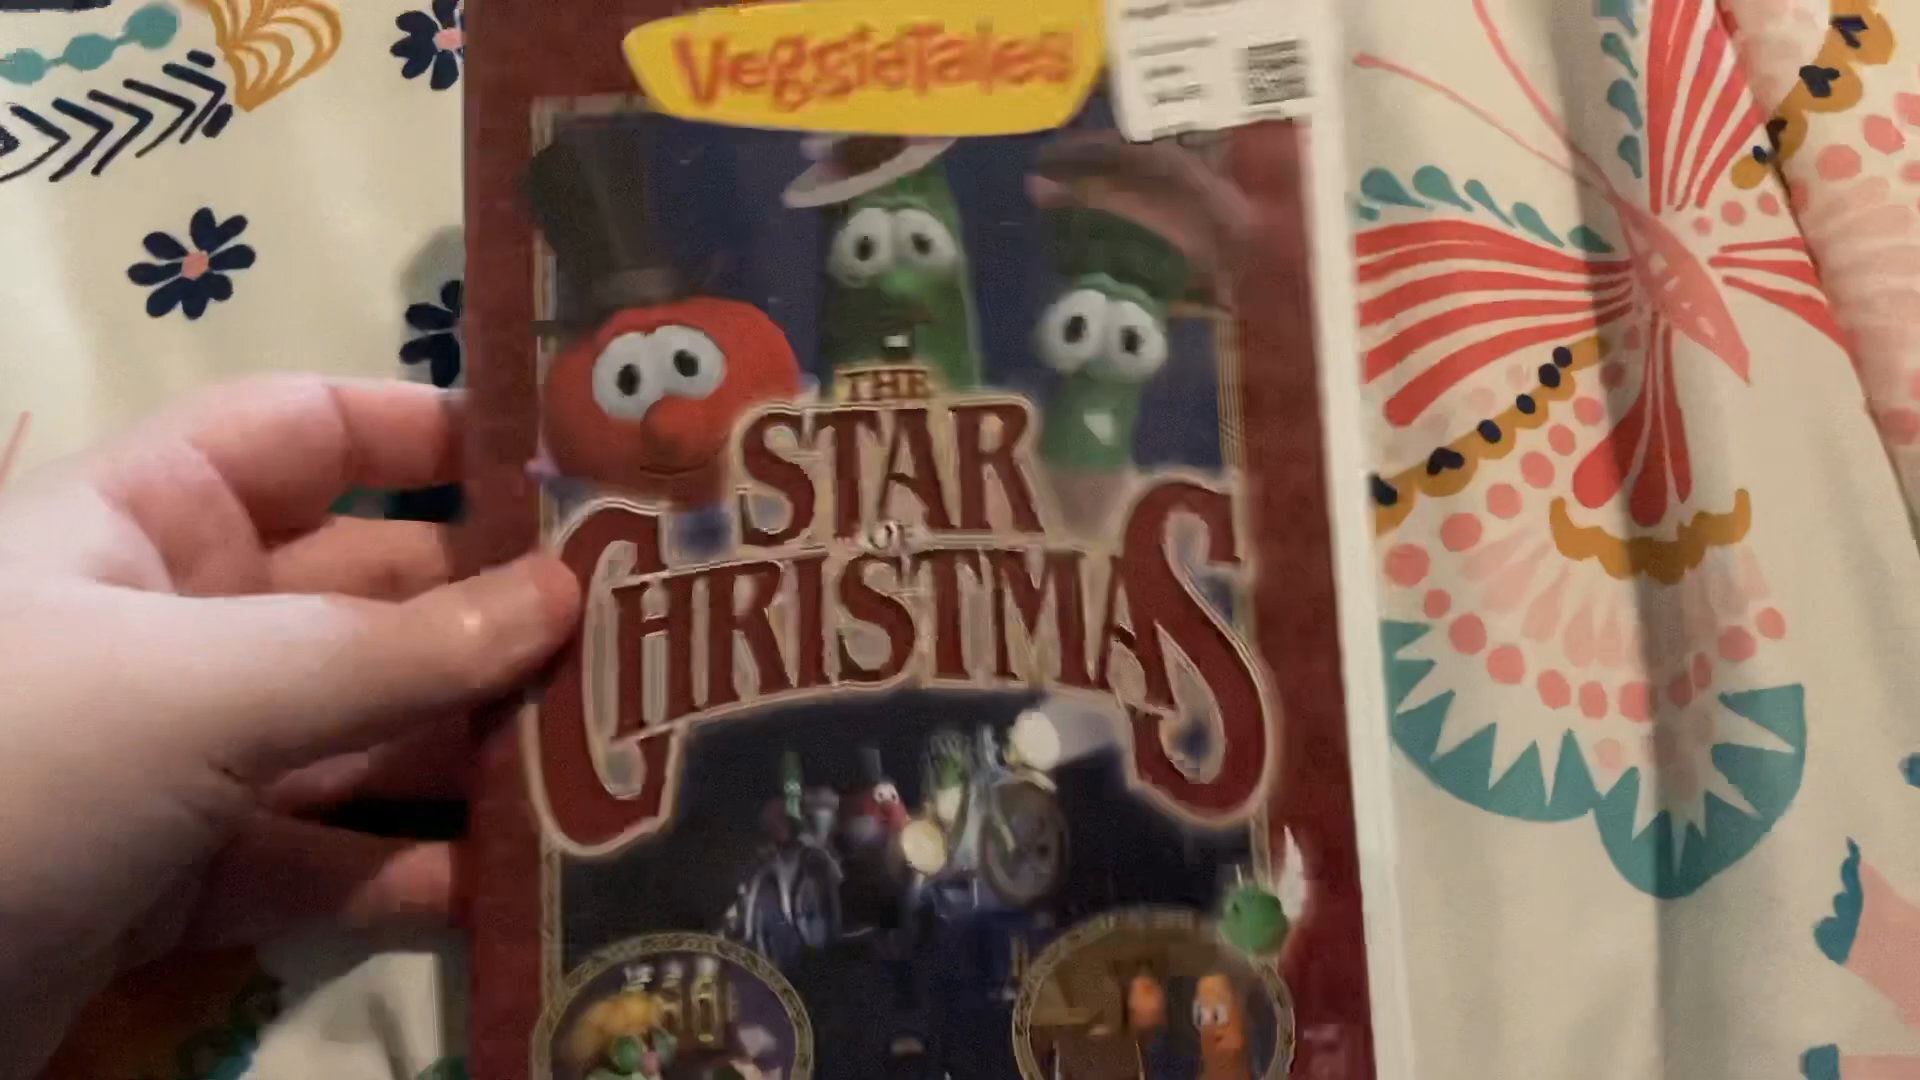 VeggieTales
THE
STAR
OF
CHRISTMAS